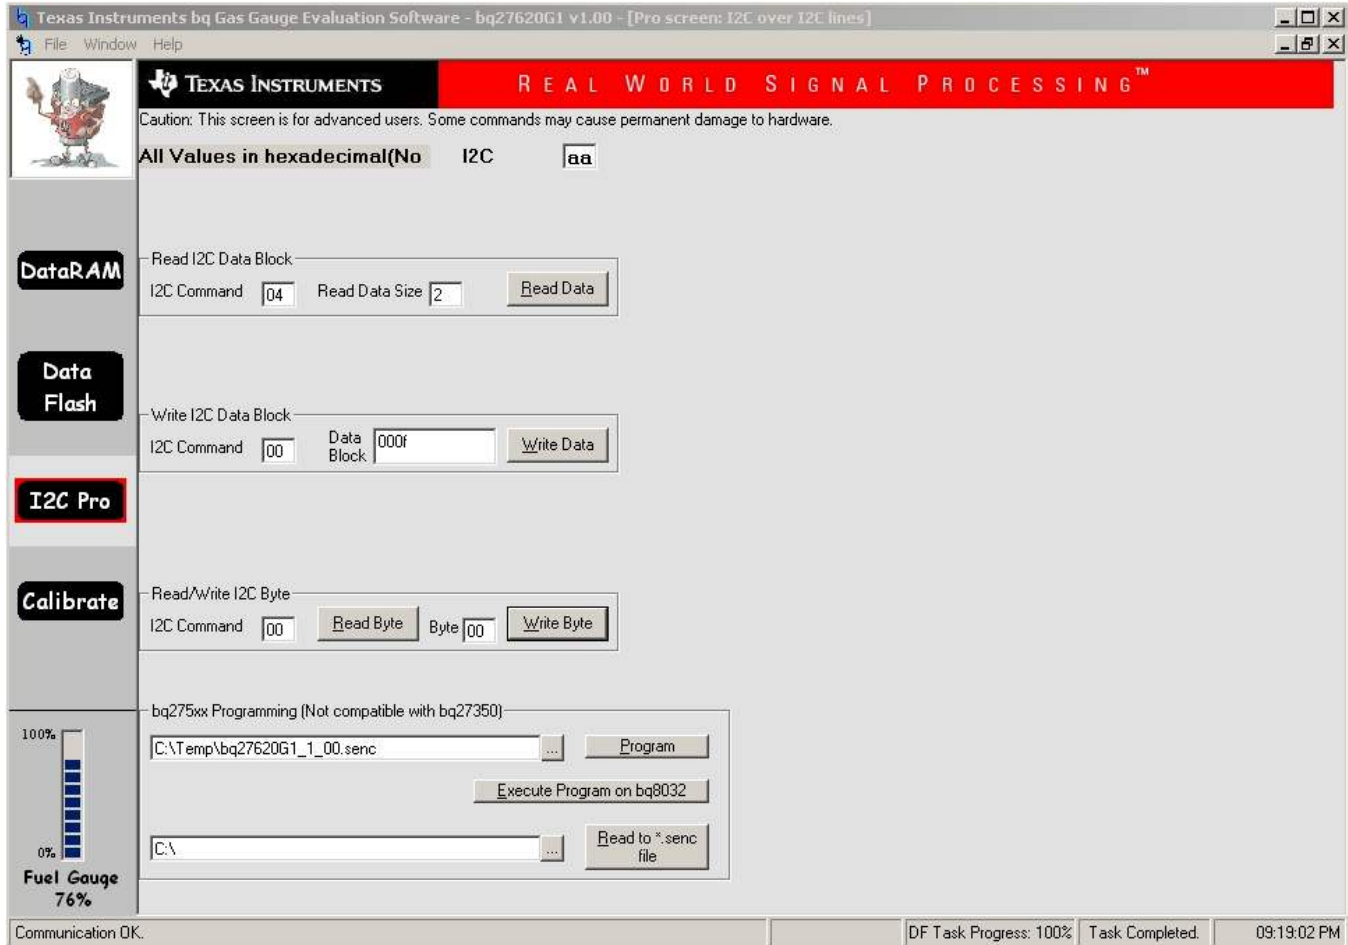 Texas Instruments bq Gas Gauge Evaluation Software - bq27620G1 v1.00 - [Pro screen: I2C over I2C lines]
File Window Help
TEXAS INSTRUMENTS REAL WORLD SIGNAL PROCESSING™
Caution: This screen is for advanced users. Some commands may cause permanent damage to hardware.
All Values in hexadecimal(No I2C aa
DataRAM
Read I2C Data Block
I2C Command 04 Read Data Size 2 Read Data
Data
Flash
Write I2C Data Block
I2C Command 00 Data Block 000f Write Data
I2C Pro
Calibrate
Read/Write I2C Byte
I2C Command 00 Read Byte Byte 00 Write Byte
bq275xx Programming (Not compatible with bq27350)
C:\Temp\bq27620G1_1_00.senc ... Program
Execute Program on bq8032
C:\ ... Read to *.senc file
100%
0%
Fuel Gauge
76%
Communication OK. DF Task Progress: 100% Task Completed. 09:19:02 PM